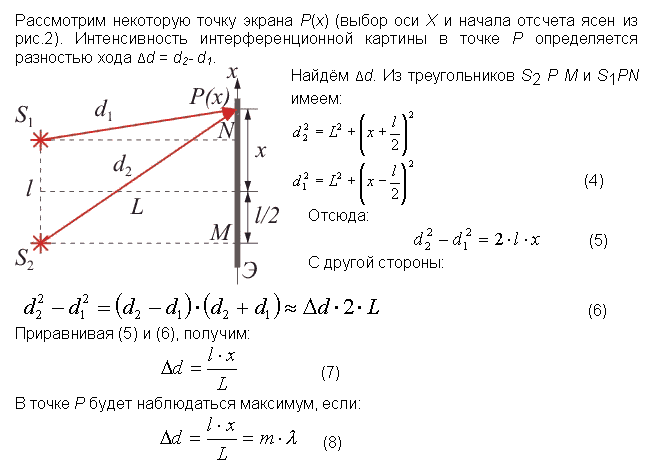 Рассмотрим некоторую точку экрана P(x) (выбор оси X и начала отсчета ясен из
рис.2). Интенсивность интерференционной картины в точке P определяется
разностью хода Δd = d₂- d₁.
Найдём Δd. Из треугольников S₂ P M и S₁PN
имеем:
x
P(x)
S₁
d₁
N
d₂
x
l
L
l/2
M
S₂
Э
d₂² = L² + (x + l/2)²
d₁² = L² + (x − l/2)² (4)
Отсюда:
d₂² − d₁² = 2·l·x (5)
С другой стороны:
d₂² − d₁² = (d₂ − d₁)·(d₂ + d₁) ≈ Δd·2·L (6)
Приравнивая (5) и (6), получим:
Δd = l·x/L (7)
В точке P будет наблюдаться максимум, если:
Δd = l·x/L = m·λ (8)